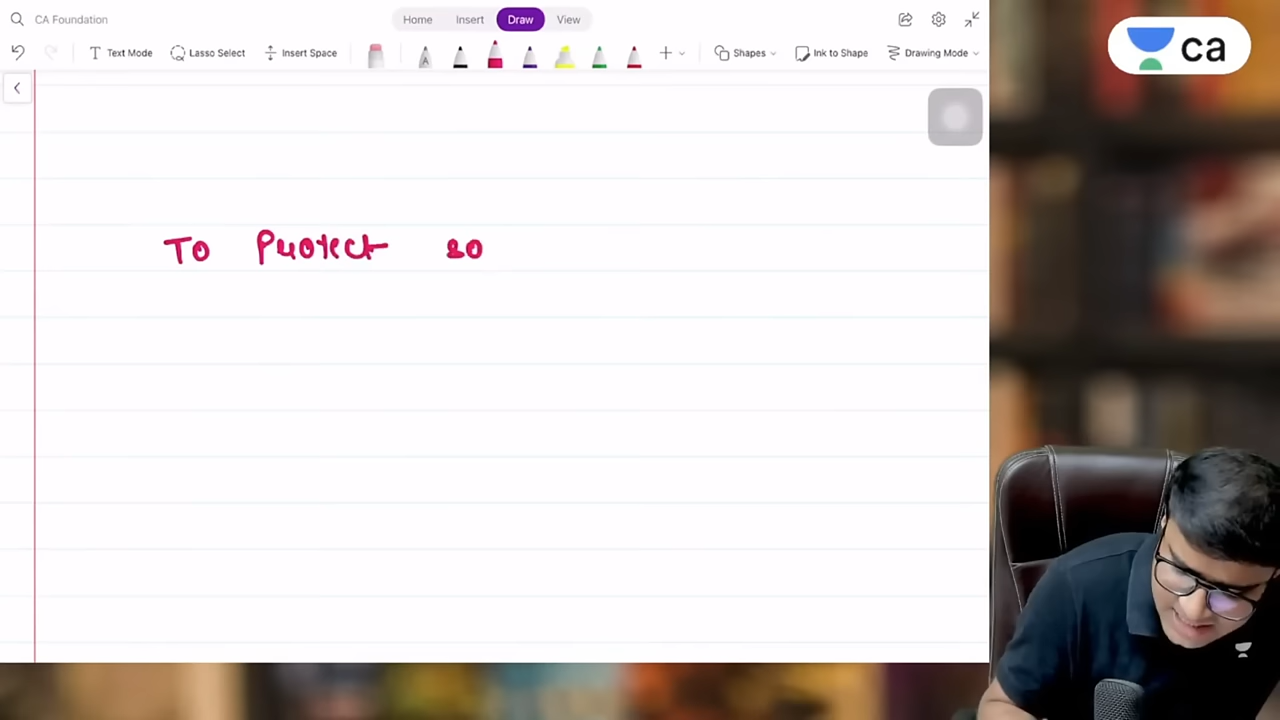 CA Foundation
Home Insert Draw View
Text Mode Lasso Select Insert Space A Shapes Ink to Shape Drawing Mode
ca
To Protect so